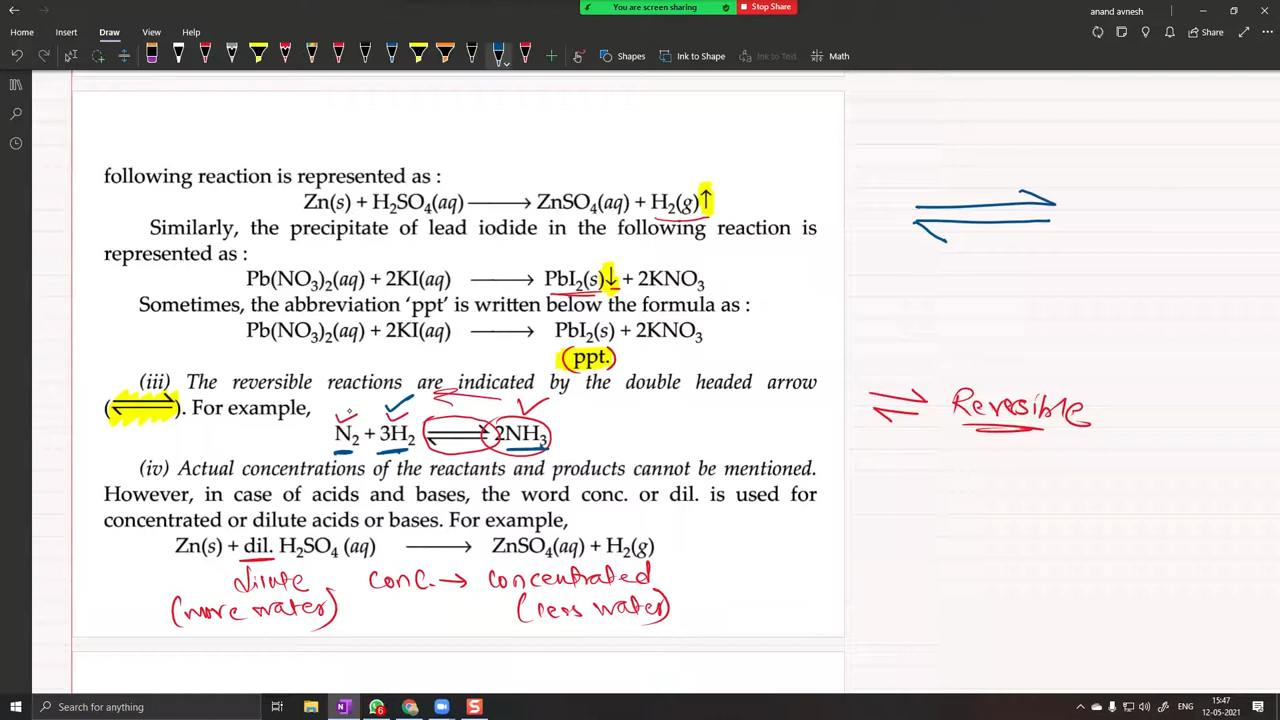 You are screen sharing Stop Share
anand avnesh
Home Insert Draw View Help
Share
Shapes Ink to Shape Ink to Text Math
following reaction is represented as :
Zn(s) + H₂SO₄(aq) ⟶ ZnSO₄(aq) + H₂(g)↑
Similarly, the precipitate of lead iodide in the following reaction is
represented as :
Pb(NO₃)₂(aq) + 2KI(aq) ⟶ PbI₂(s)↓ + 2KNO₃
Sometimes, the abbreviation ‘ppt’ is written below the formula as :
Pb(NO₃)₂(aq) + 2KI(aq) ⟶ PbI₂(s) + 2KNO₃
ppt.
(iii) The reversible reactions are indicated by the double headed arrow
(⇌). For example,
⇌ Revesible
N₂ + 3H₂ ⇌ 2NH₃
(iv) Actual concentrations of the reactants and products cannot be mentioned.
However, in case of acids and bases, the word conc. or dil. is used for
concentrated or dilute acids or bases. For example,
Zn(s) + dil. H₂SO₄ (aq) ⟶ ZnSO₄(aq) + H₂(g)
dilute conc. → concentrated
(more water) (less water)
Search for anything
15:47
12-05-2021